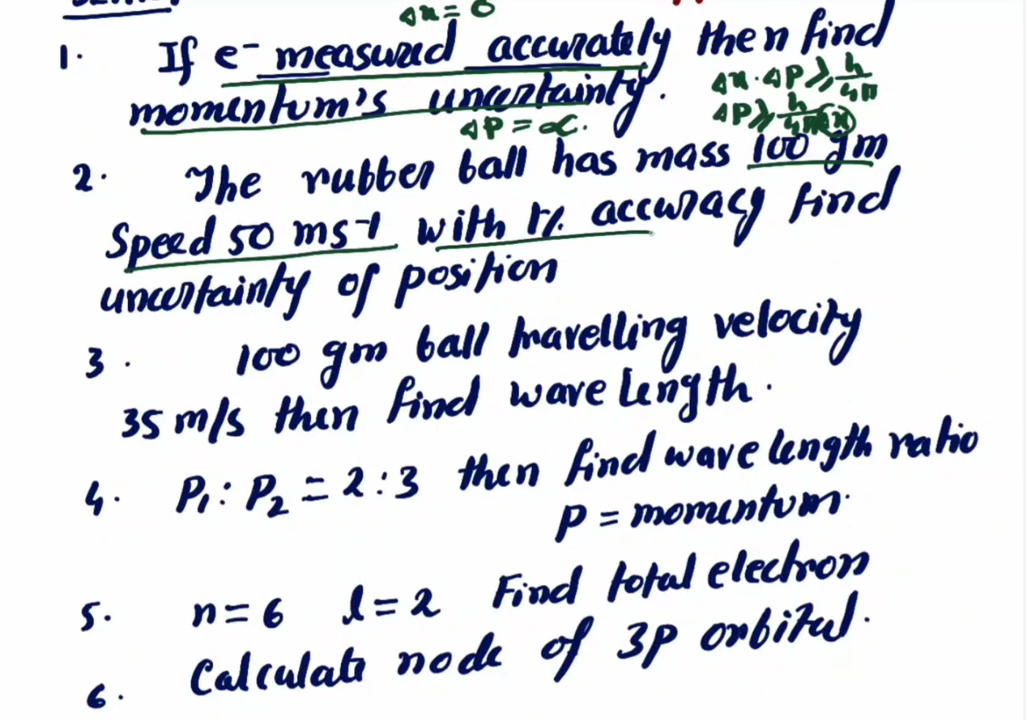 Δx = 0
1. If e⁻ measured accurately then find
momentum's uncertainty.
Δx·ΔP ≥ h/4π
ΔP ≥ h/4π(Δx)
ΔP = ∝.
2. The rubber ball has mass 100 gm
Speed 50 ms⁻¹ with 1% accuracy find
uncertainty of position
3. 100 gm ball travelling velocity
35 m/s then find wave length.
4. P₁ : P₂ = 2 : 3 then find wave length ratio
P = momentum.
5. n = 6 l = 2 Find total electron
6. Calculate node of 3p orbital.